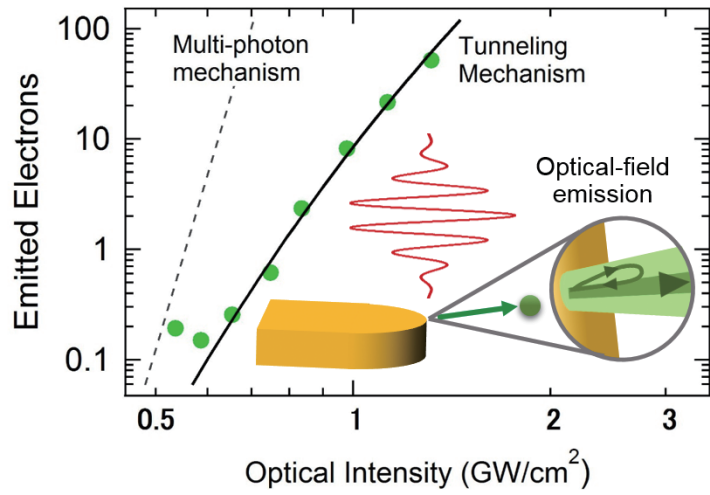 100
10
1
0.1
Emitted Electrons
Multi-photon
mechanism
Tunneling
Mechanism
Optical-field
emission
0.5
1
2
3
Optical Intensity (GW/cm²)